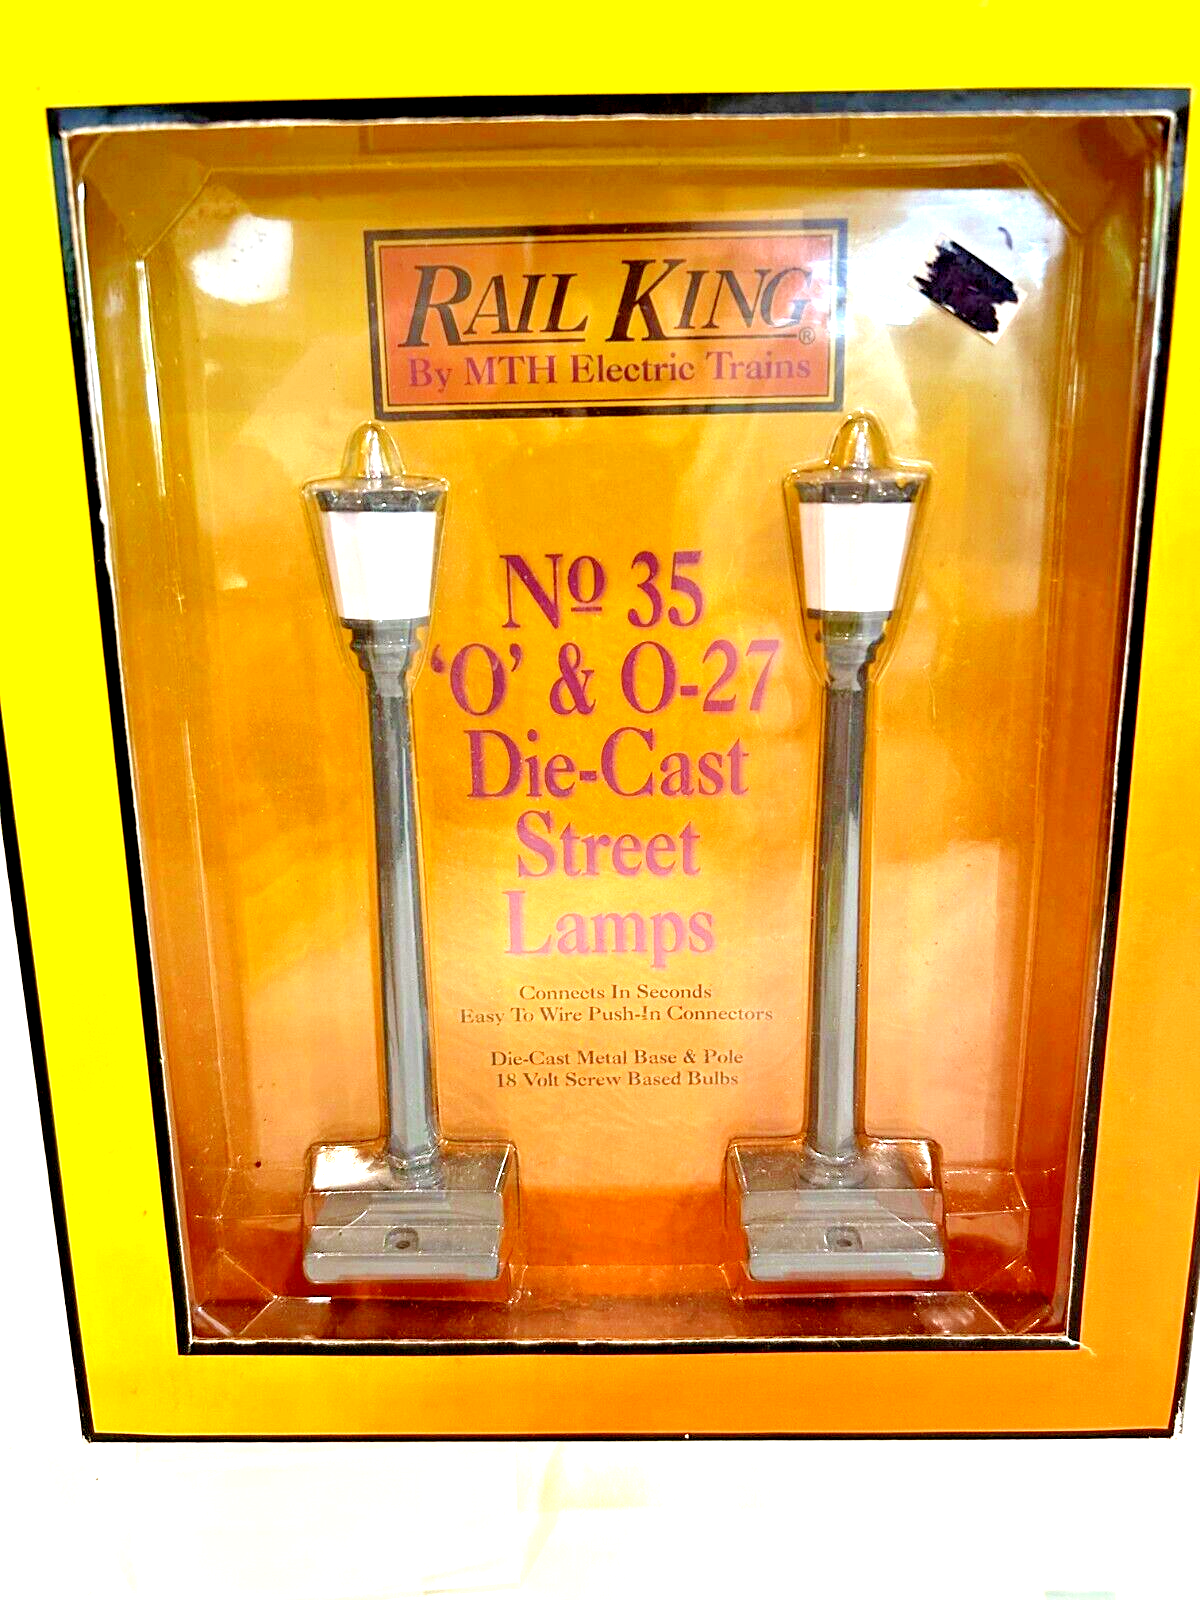 RAIL KING®
By MTH Electric Trains
No 35
'O' & O-27
Die-Cast
Street
Lamps
Connects In Seconds
Easy To Wire Push-In Connectors
Die-Cast Metal Base & Pole
18 Volt Screw Based Bulbs